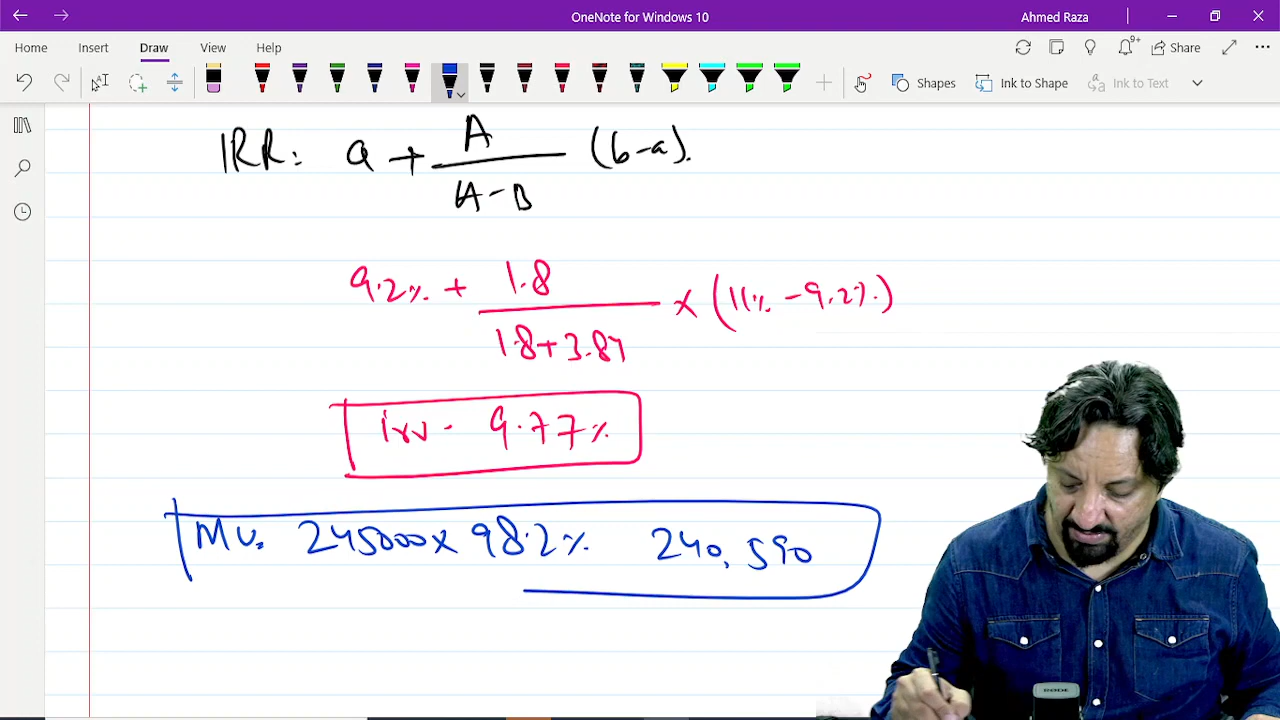 OneNote for Windows 10
Ahmed Raza
Home Insert Draw View Help
9+
Share
Shapes
Ink to Shape
Ink to Text
IRR: a + A / A-B (b-a).
9.2% + 1.8 / 1.8+3.87 x (11% - 9.2%)
irr - 9.77%
Mv: 245000 x 98.2% 240,590
RODE